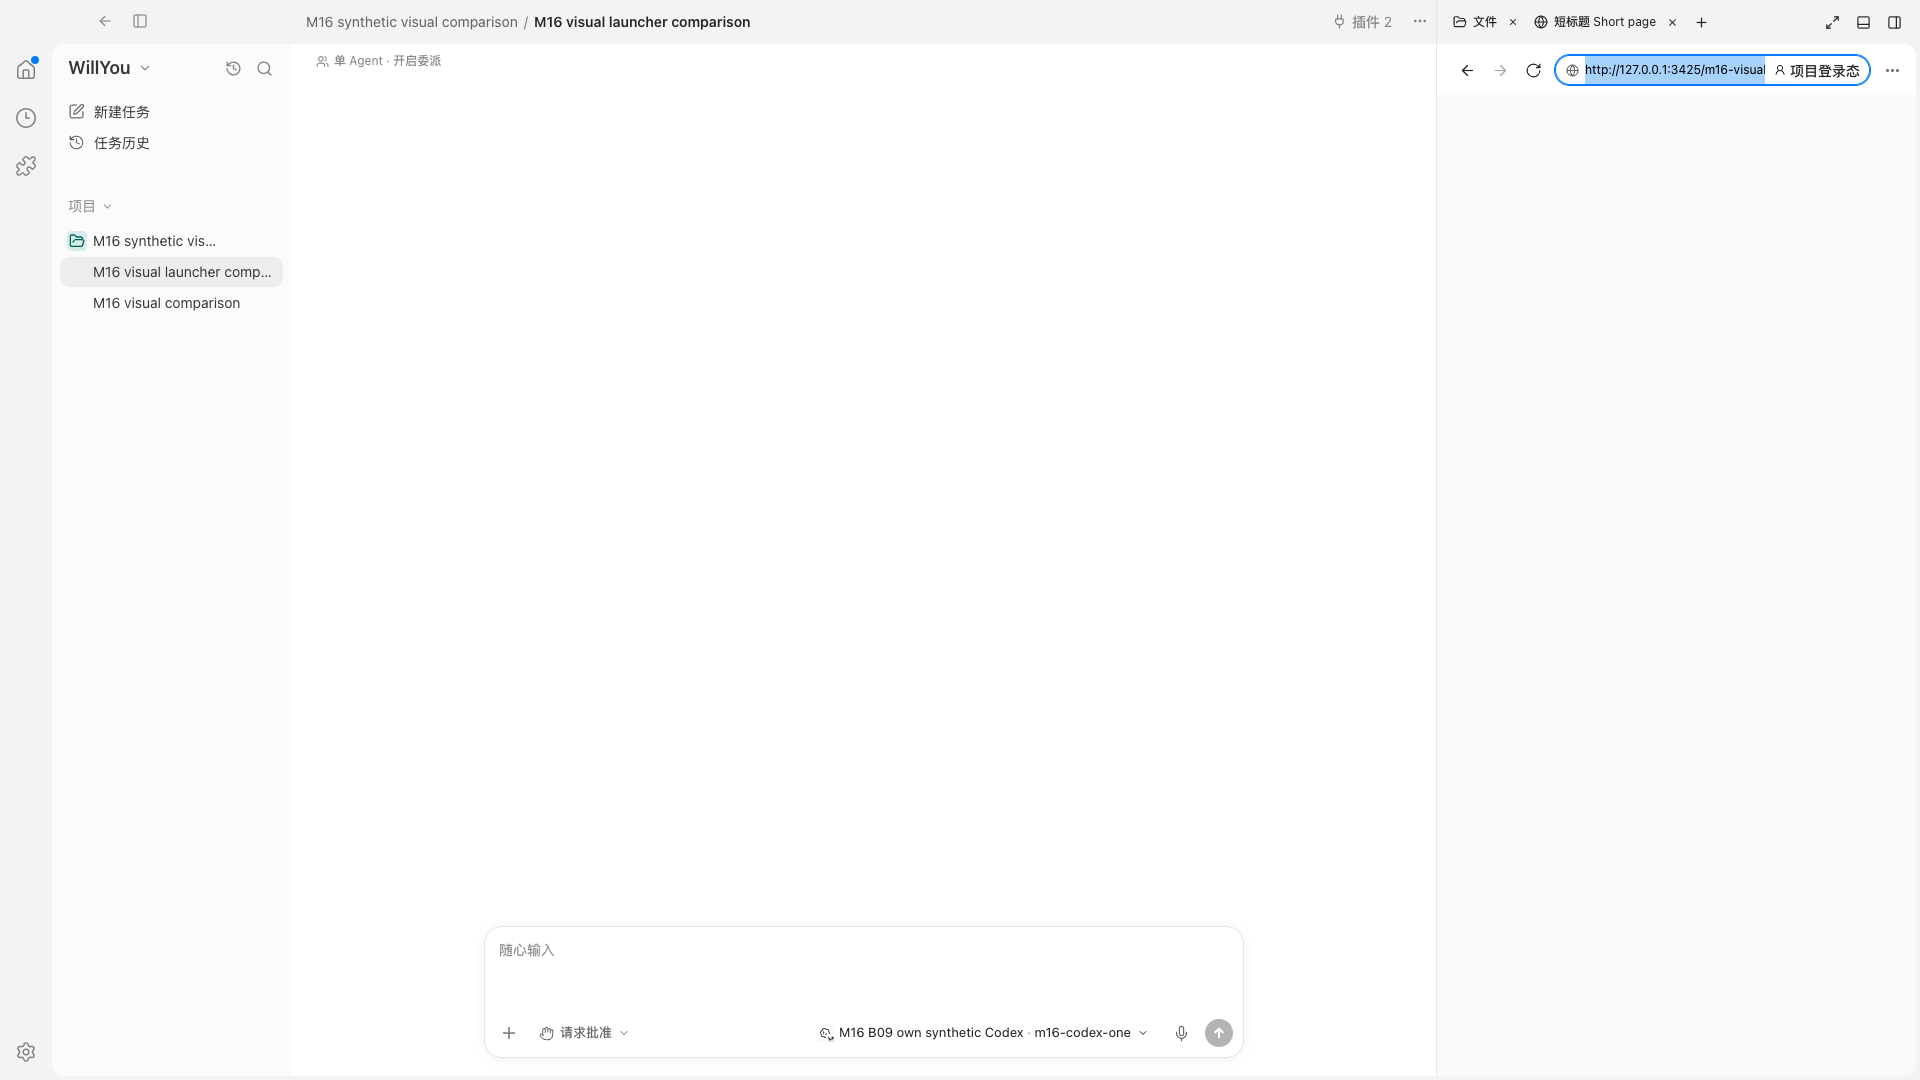 M16 synthetic visual comparison / M16 visual launcher comparison
插件 2
文件
短标题 Short page
WillYou
单 Agent · 开启委派
http://127.0.0.1:3425/m16-visual
项目登录态
新建任务
任务历史
项目
M16 synthetic vis...
M16 visual launcher comp...
M16 visual comparison
随心输入
请求批准
M16 B09 own synthetic Codex · m16-codex-one